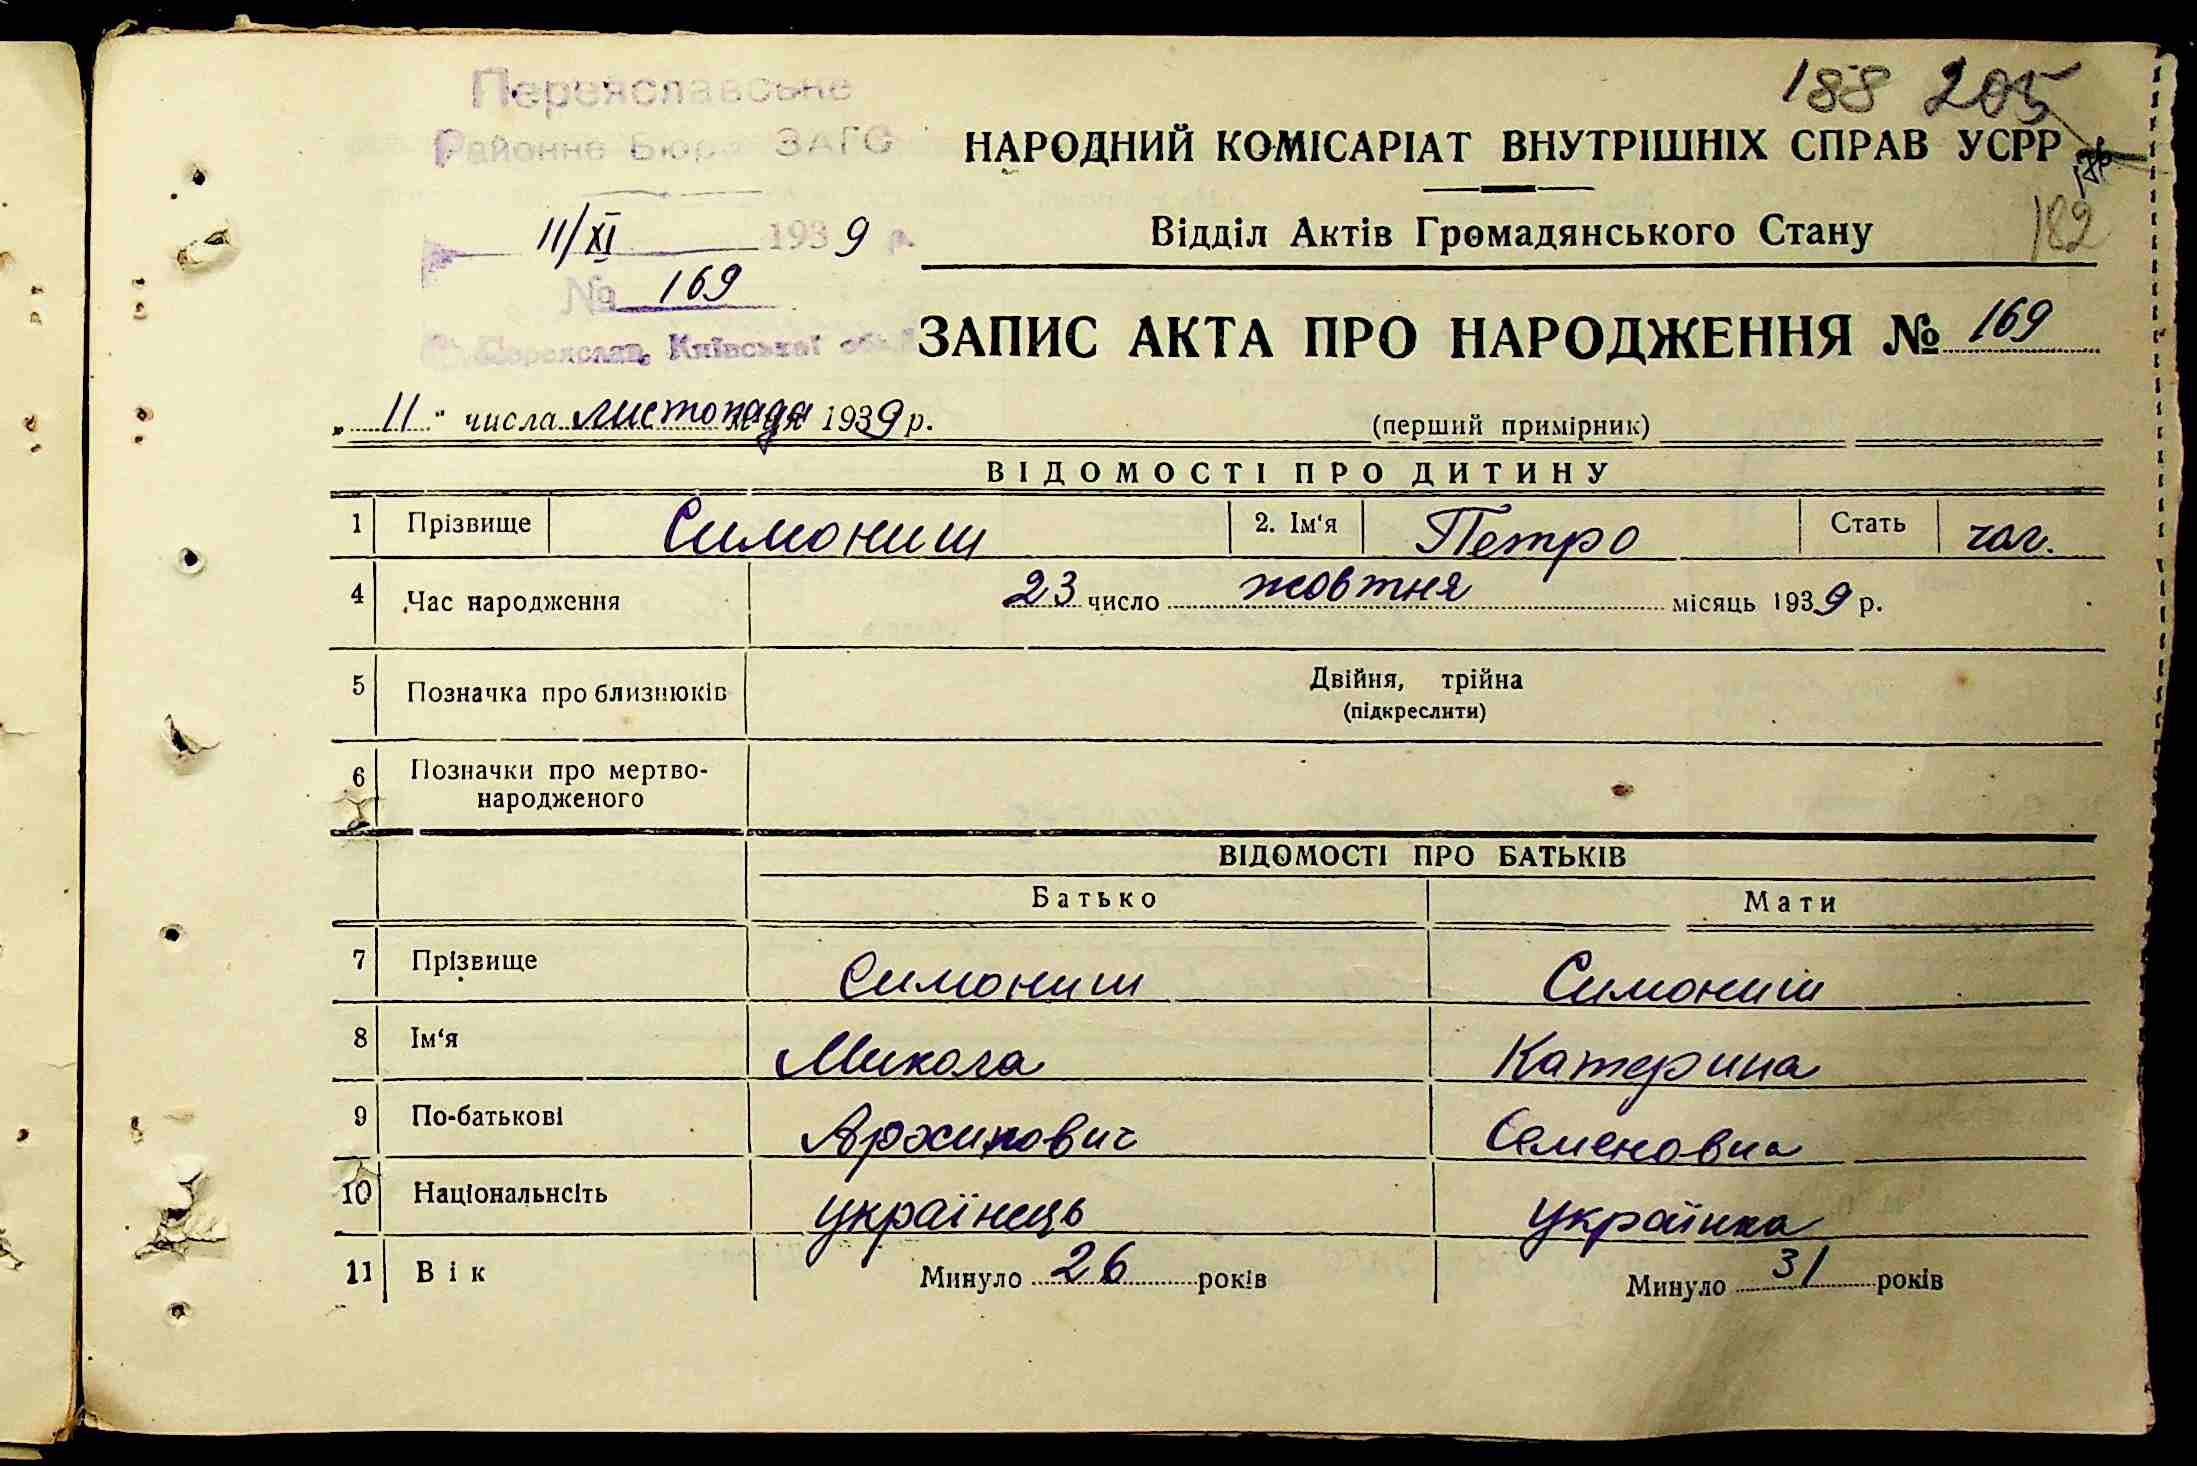 188 205
182
Переяславське
Районне Бюро ЗАГС
11/XI 1939 р.
№ 169
Переяслав, Київської обл.
НАРОДНИЙ КОМІСАРІАТ ВНУТРІШНІХ СПРАВ УСРР
Відділ Актів Громадянського Стану
ЗАПИС АКТА ПРО НАРОДЖЕННЯ № 169
„11" числа листопада 1939 р. (перший примірник)
ВІДОМОСТІ ПРО ДИТИНУ
1 Прізвище Симониш 2. Ім'я Петро Стать чол.
4 Час народження 23 число жовтня місяць 1939 р.
5 Позначка про близнюків Двійня, трійна
(підкреслити)
6 Позначки про мертво-
народженого
ВІДОМОСТІ ПРО БАТЬКІВ
Батько Мати
7 Прізвище Симониш Симониш
8 Ім'я Микола Катерина
9 По-батькові Архипович Семеновна
10 Національнсіть українець українка
11 Вік Минуло 26 років Минуло 31 років